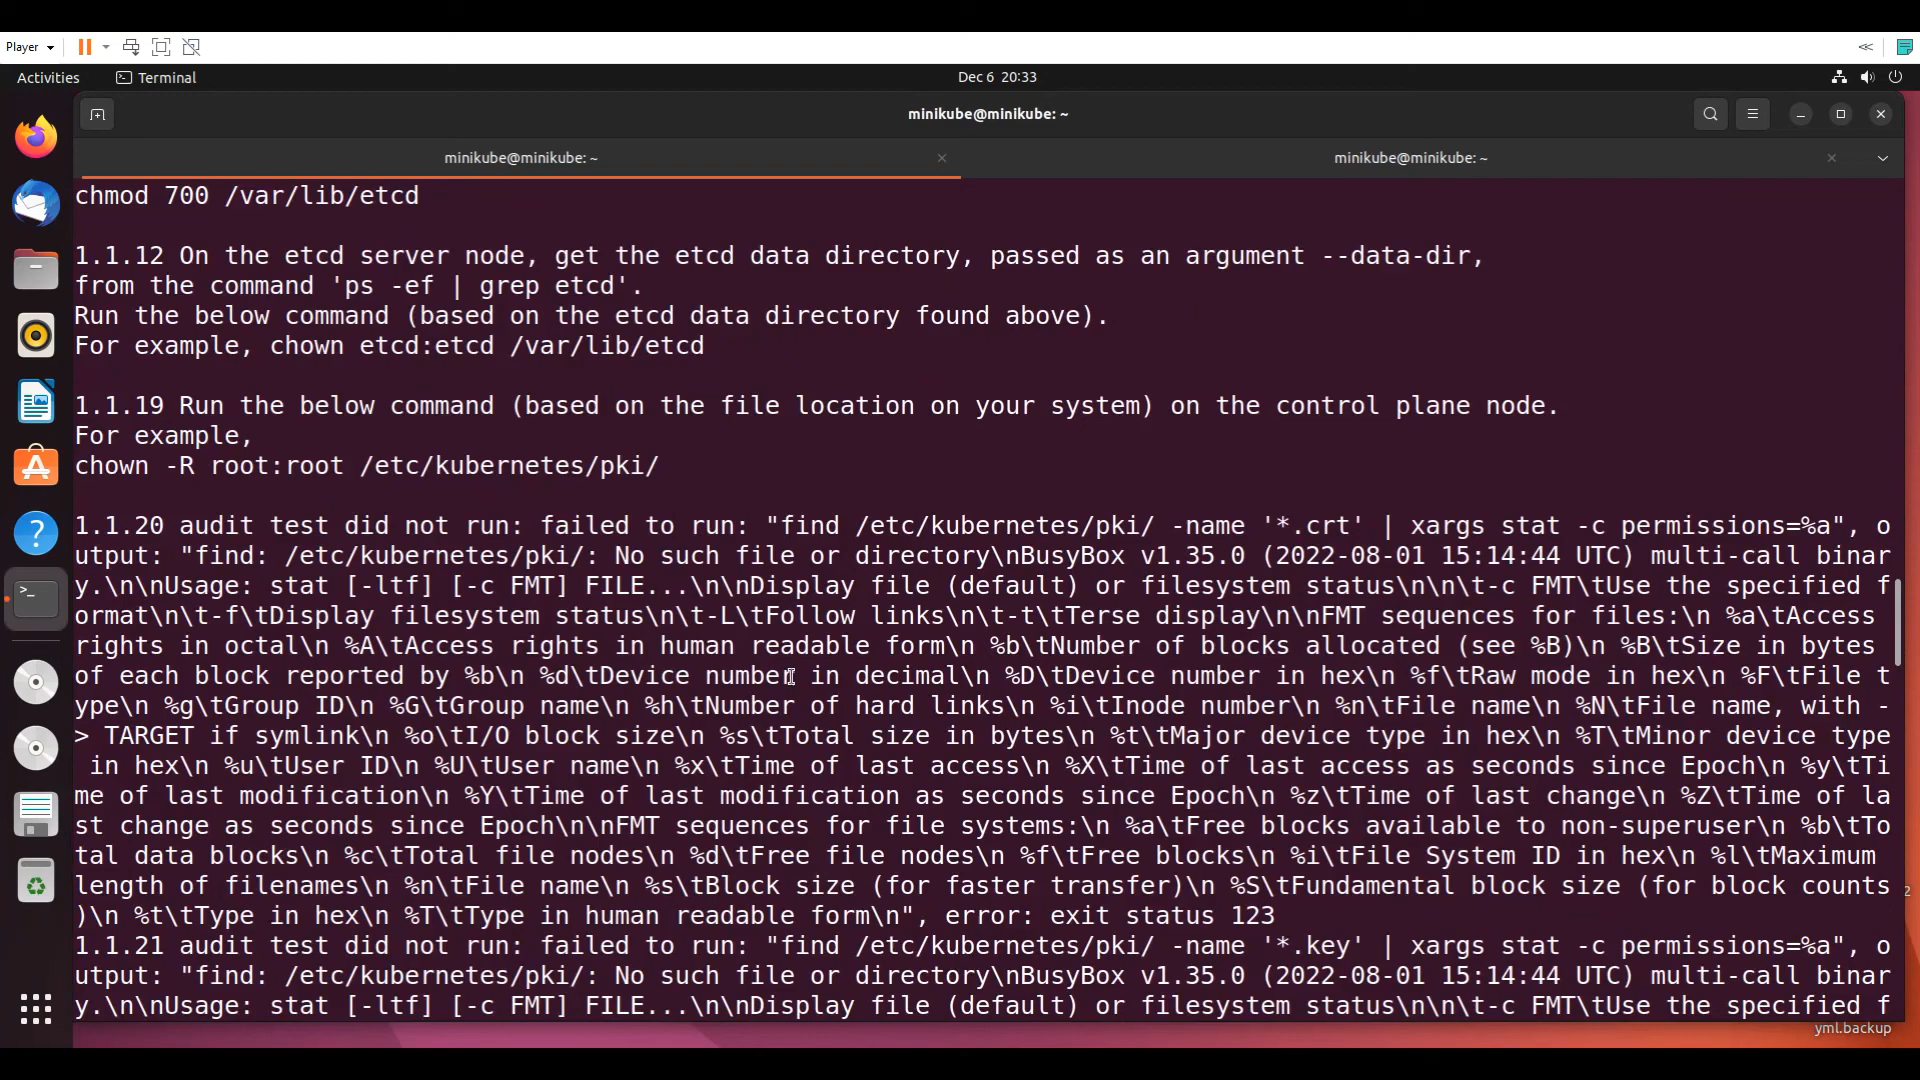 Player
<<
Activities
Terminal
Dec 6 20:33
minikube@minikube: ~
minikube@minikube: ~
minikube@minikube: ~
chmod 700 /var/lib/etcd
1.1.12 On the etcd server node, get the etcd data directory, passed as an argument --data-dir,
from the command 'ps -ef | grep etcd'.
Run the below command (based on the etcd data directory found above).
For example, chown etcd:etcd /var/lib/etcd
1.1.19 Run the below command (based on the file location on your system) on the control plane node.
For example,
chown -R root:root /etc/kubernetes/pki/
1.1.20 audit test did not run: failed to run: "find /etc/kubernetes/pki/ -name '*.crt' | xargs stat -c permissions=%a", o
utput: "find: /etc/kubernetes/pki/: No such file or directory\nBusyBox v1.35.0 (2022-08-01 15:14:44 UTC) multi-call binar
y.\n\nUsage: stat [-ltf] [-c FMT] FILE...\n\nDisplay file (default) or filesystem status\n\n\t-c FMT\tUse the specified f
ormat\n\t-f\tDisplay filesystem status\n\t-L\tFollow links\n\t-t\tTerse display\n\nFMT sequences for files:\n %a\tAccess
rights in octal\n %A\tAccess rights in human readable form\n %b\tNumber of blocks allocated (see %B)\n %B\tSize in bytes
of each block reported by %b\n %d\tDevice number in decimal\n %D\tDevice number in hex\n %f\tRaw mode in hex\n %F\tFile t
ype\n %g\tGroup ID\n %G\tGroup name\n %h\tNumber of hard links\n %i\tInode number\n %n\tFile name\n %N\tFile name, with -
> TARGET if symlink\n %o\tI/O block size\n %s\tTotal size in bytes\n %t\tMajor device type in hex\n %T\tMinor device type
in hex\n %u\tUser ID\n %U\tUser name\n %x\tTime of last access\n %X\tTime of last access as seconds since Epoch\n %y\tTi
me of last modification\n %Y\tTime of last modification as seconds since Epoch\n %z\tTime of last change\n %Z\tTime of la
st change as seconds since Epoch\n\nFMT sequences for file systems:\n %a\tFree blocks available to non-superuser\n %b\tTo
tal data blocks\n %c\tTotal file nodes\n %d\tFree file nodes\n %f\tFree blocks\n %i\tFile System ID in hex\n %l\tMaximum
length of filenames\n %n\tFile name\n %s\tBlock size (for faster transfer)\n %S\tFundamental block size (for block counts
)\n %t\tType in hex\n %T\tType in human readable form\n", error: exit status 123
1.1.21 audit test did not run: failed to run: "find /etc/kubernetes/pki/ -name '*.key' | xargs stat -c permissions=%a", o
utput: "find: /etc/kubernetes/pki/: No such file or directory\nBusyBox v1.35.0 (2022-08-01 15:14:44 UTC) multi-call binar
y.\n\nUsage: stat [-ltf] [-c FMT] FILE...\n\nDisplay file (default) or filesystem status\n\n\t-c FMT\tUse the specified f
2
yml.backup